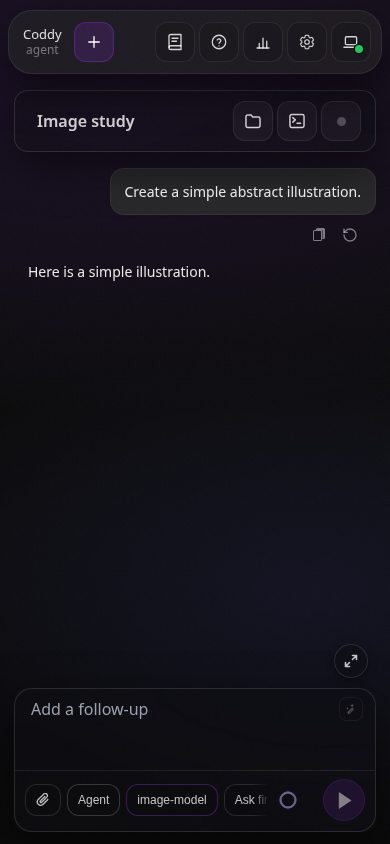 Coddy
agent
Image study
Create a simple abstract illustration.
Here is a simple illustration.
Add a follow-up
Agent
image-model
Ask